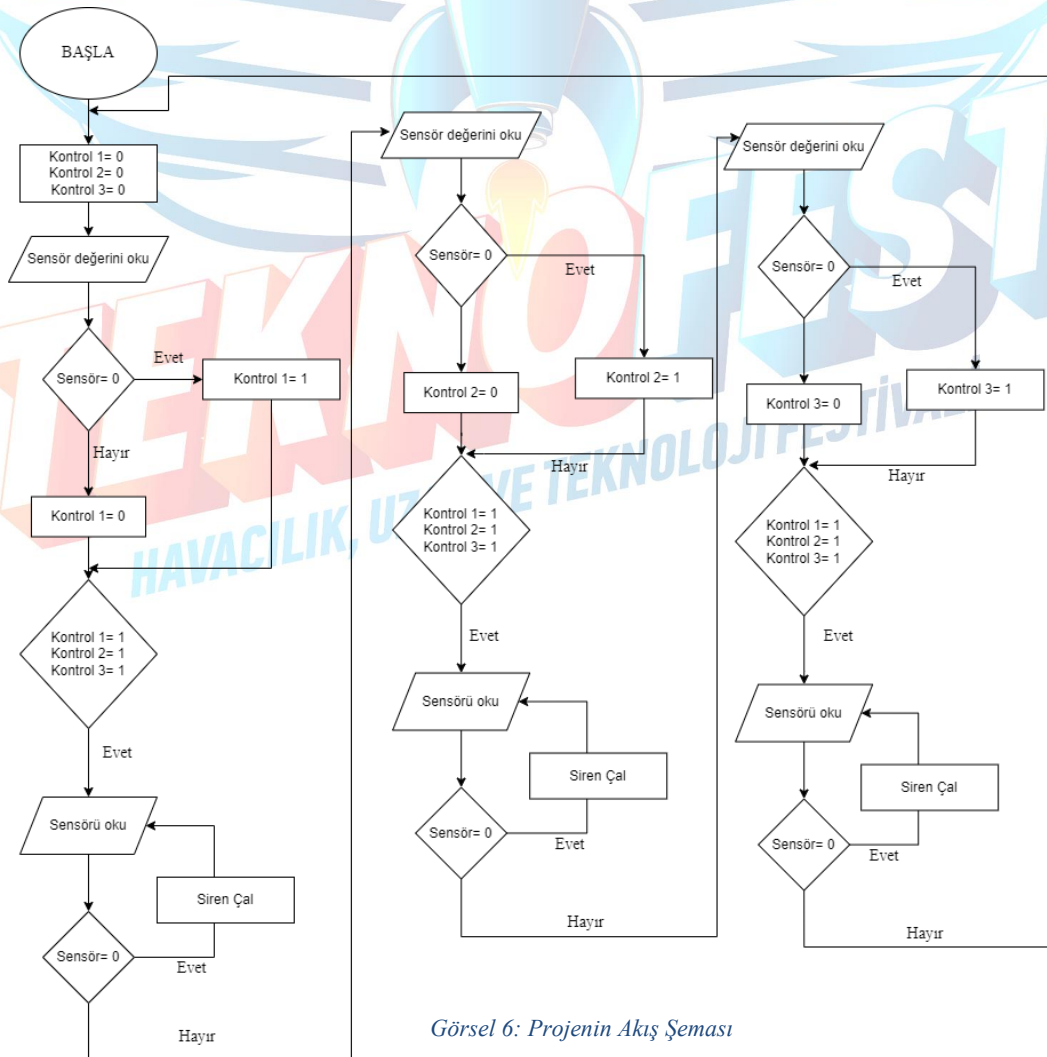 BAŞLA
Kontrol 1= 0
Kontrol 2= 0
Kontrol 3= 0
Sensör değerini oku
Sensör= 0
Evet
Kontrol 1= 1
Hayır
Kontrol 1= 0
Kontrol 1= 1
Kontrol 2= 1
Kontrol 3= 1
Evet
Sensörü oku
Siren Çal
Sensör= 0
Evet
Hayır
Sensör değerini oku
Sensör= 0
Evet
Kontrol 2= 0
Kontrol 2= 1
Hayır
Kontrol 1= 1
Kontrol 2= 1
Kontrol 3= 1
Evet
Sensörü oku
Siren Çal
Sensör= 0
Evet
Hayır
Sensör değerini oku
Sensör= 0
Evet
Kontrol 3= 0
Kontrol 3= 1
Hayır
Kontrol 1= 1
Kontrol 2= 1
Kontrol 3= 1
Evet
Sensörü oku
Siren Çal
Sensör= 0
Evet
Hayır
TEKNOFEST
HAVACILIK, VE TEKNOLOJİ
Görsel 6: Projenin Akış Şeması